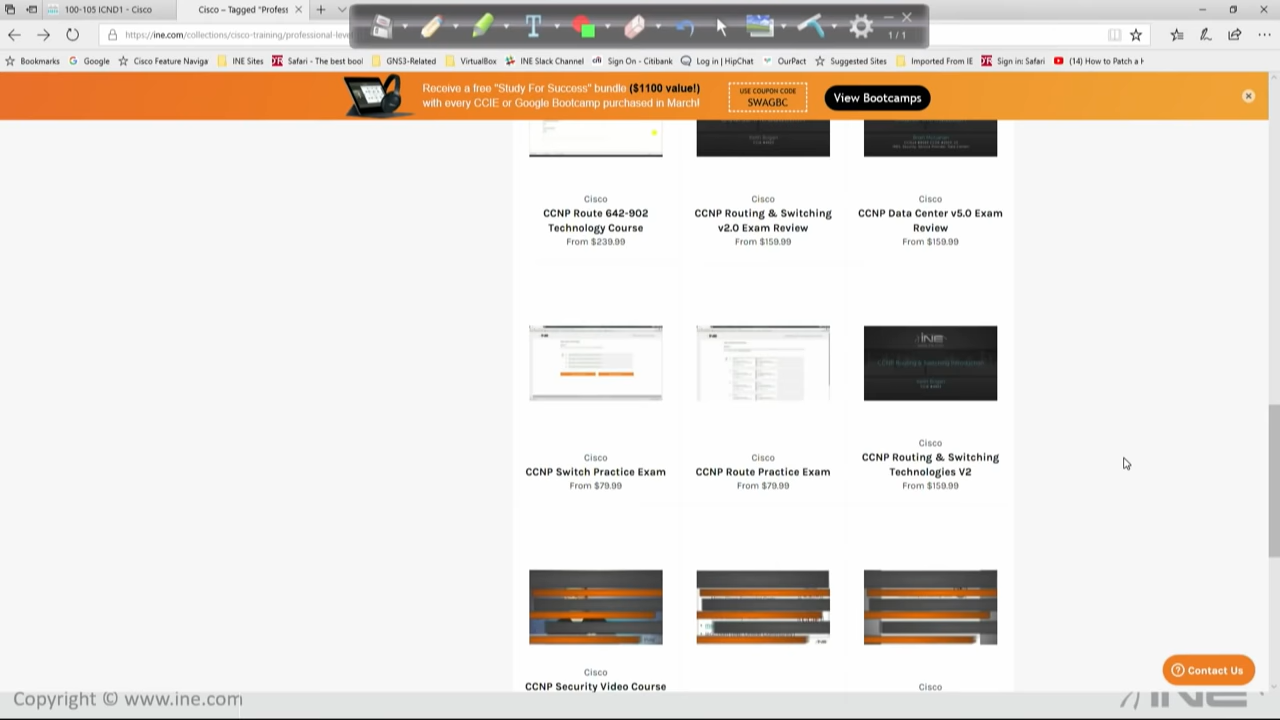 100-105 ICND1 - Cisco
Cisco – Tagged "Profess
1 / 1
https://ine.com/collections/cisco-training/professional-leve
Bookmarks
Google
Cisco Feature Naviga
INE Sites
Safari - The best bool
GNS3-Related
VirtualBox
INE Slack Channel
Sign On - Citibank
Log in | HipChat
OurPact
Suggested Sites
Imported From IE
Sign in: Safari
(14) How to Patch a H
Receive a free "Study For Success" bundle ($1100 value!)
with every CCIE or Google Bootcamp purchased in March!
USE COUPON CODE
SWAGBC
View Bootcamps
Cisco
CCNP Route 642-902
Technology Course
From $239.99
Cisco
CCNP Routing & Switching
v2.0 Exam Review
From $159.99
Cisco
CCNP Data Center v5.0 Exam
Review
From $159.99
Cisco
CCNP Switch Practice Exam
From $79.99
Cisco
CCNP Route Practice Exam
From $79.99
INE
Cisco
CCNP Routing & Switching
Technologies V2
From $159.99
Cisco
CCNP Security Video Course
Cisco
Contact Us
Copyright © www.ine.com
INE